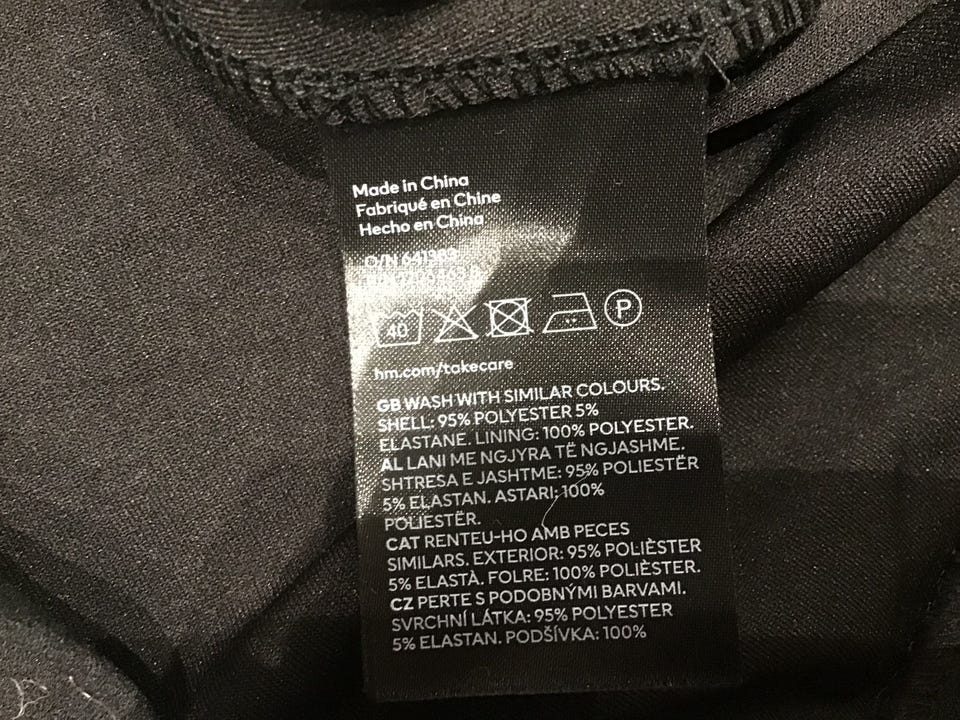 Made in China
Fabriqué en Chine
Hecho en China
O/N 641389
40 P
hm.com/takecare
GB WASH WITH SIMILAR COLOURS.
SHELL: 95% POLYESTER 5%
ELASTANE. LINING: 100% POLYESTER.
AL LANI ME NGJYRA TË NGJASHME.
SHTRESA E JASHTME: 95% POLIESTËR
5% ELASTAN. ASTARI: 100%
POLIESTËR.
CAT RENTEU-HO AMB PECES
SIMILARS. EXTERIOR: 95% POLIÈSTER
5% ELASTÀ. FOLRE: 100% POLIÈSTER.
CZ PERTE S PODOBNÝMI BARVAMI.
SVRCHNÍ LÁTKA: 95% POLYESTER
5% ELASTAN. PODŠÍVKA: 100%